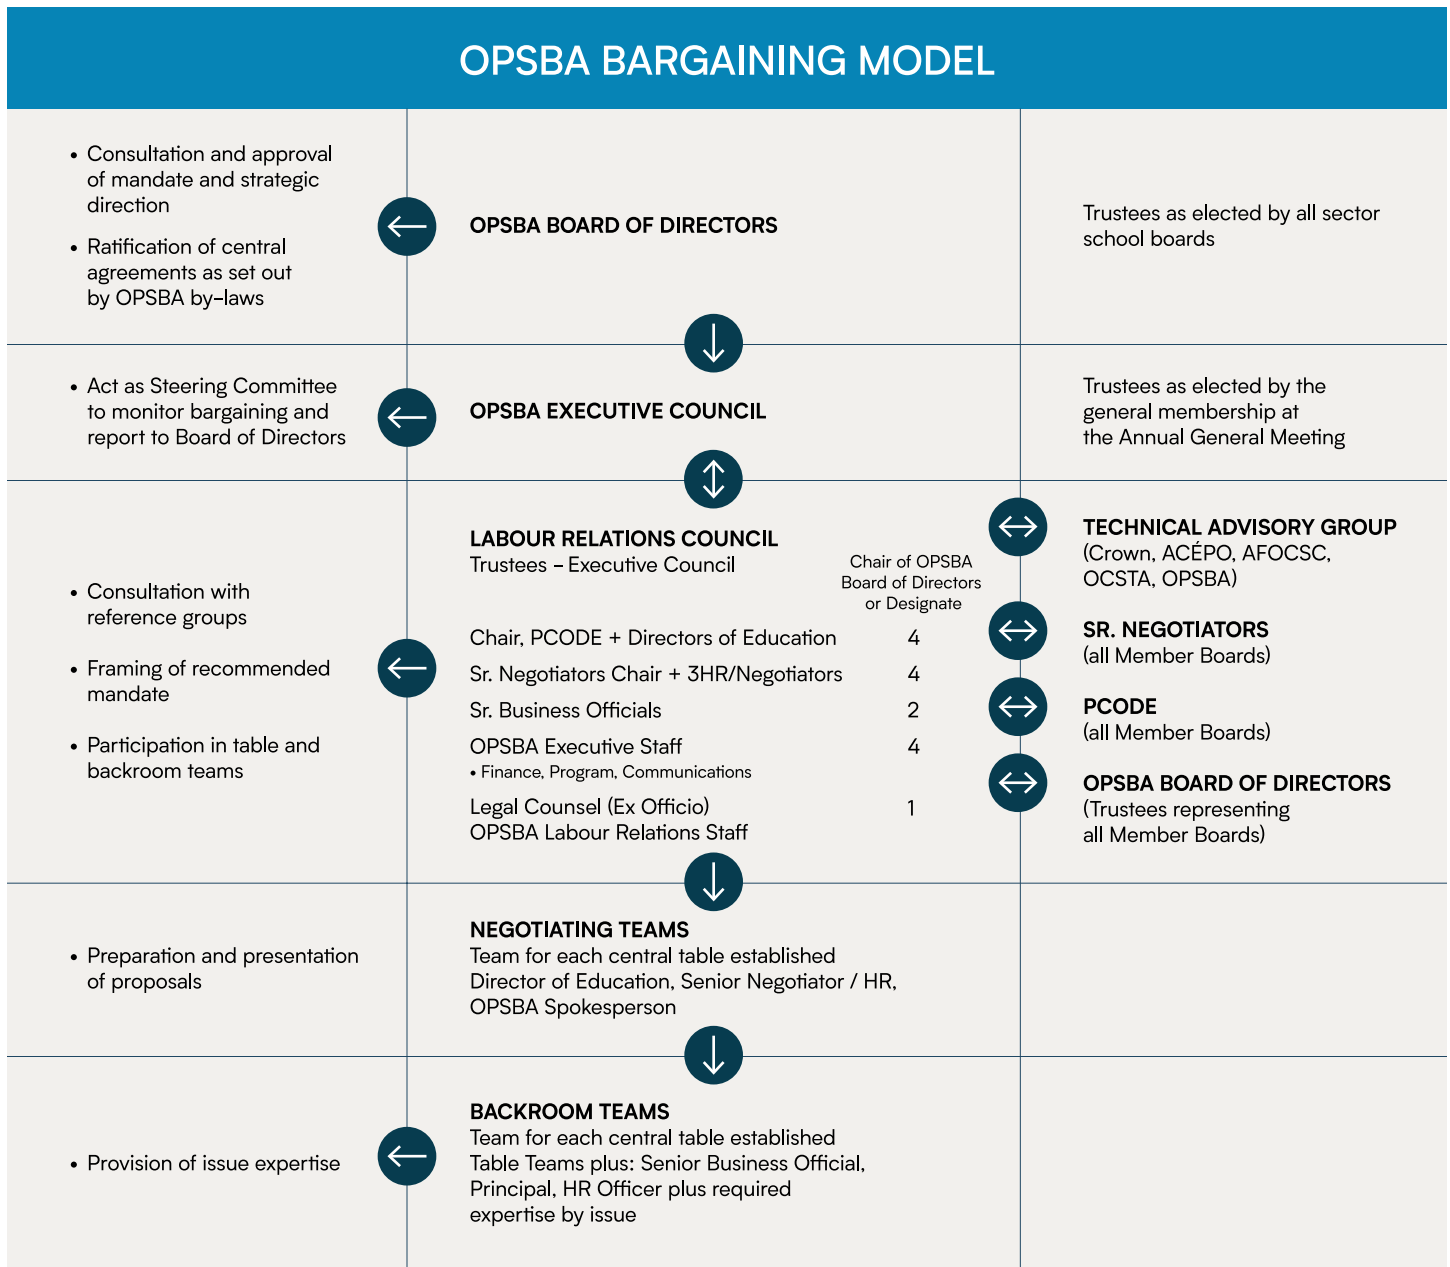 OPSBA BARGAINING MODEL
• Consultation and approval
of mandate and strategic
direction
• Ratification of central
agreements as set out
by OPSBA by-laws
OPSBA BOARD OF DIRECTORS
Trustees as elected by all sector
school boards
• Act as Steering Committee
to monitor bargaining and
report to Board of Directors
OPSBA EXECUTIVE COUNCIL
Trustees as elected by the
general membership at
the Annual General Meeting
• Consultation with
reference groups
• Framing of recommended
mandate
• Participation in table and
backroom teams
LABOUR RELATIONS COUNCIL
Trustees – Executive Council
Chair of OPSBA
Board of Directors
or Designate
Chair, PCODE + Directors of Education 4
Sr. Negotiators Chair + 3HR/Negotiators 4
Sr. Business Officials 2
OPSBA Executive Staff 4
• Finance, Program, Communications
Legal Counsel (Ex Officio) 1
OPSBA Labour Relations Staff
TECHNICAL ADVISORY GROUP
(Crown, ACÉPO, AFOCSC,
OCSTA, OPSBA)
SR. NEGOTIATORS
(all Member Boards)
PCODE
(all Member Boards)
OPSBA BOARD OF DIRECTORS
(Trustees representing
all Member Boards)
• Preparation and presentation
of proposals
NEGOTIATING TEAMS
Team for each central table established
Director of Education, Senior Negotiator / HR,
OPSBA Spokesperson
• Provision of issue expertise
BACKROOM TEAMS
Team for each central table established
Table Teams plus: Senior Business Official,
Principal, HR Officer plus required
expertise by issue